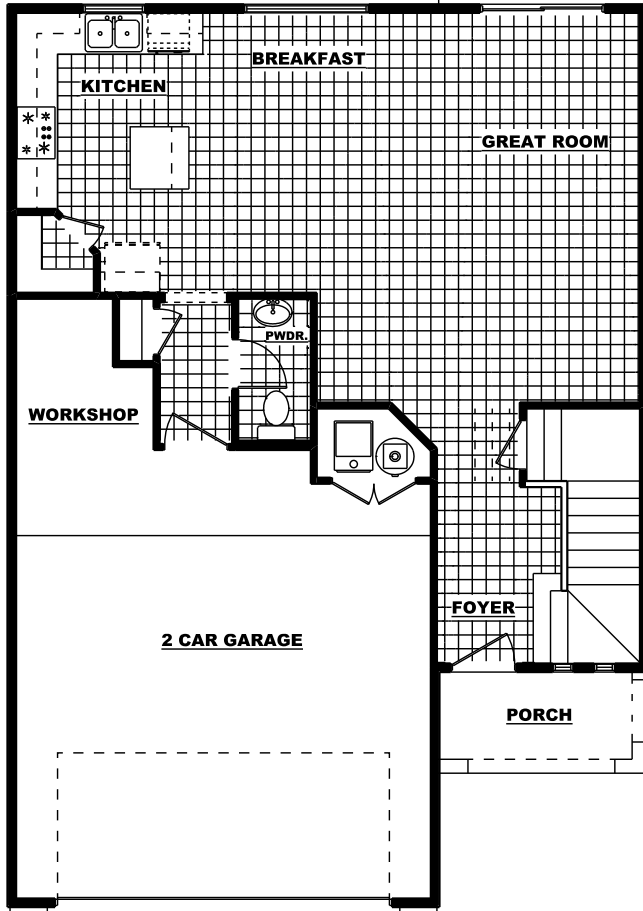 BREAKFAST
KITCHEN
GREAT ROOM
PWDR.
WORKSHOP
FOYER
2 CAR GARAGE
PORCH